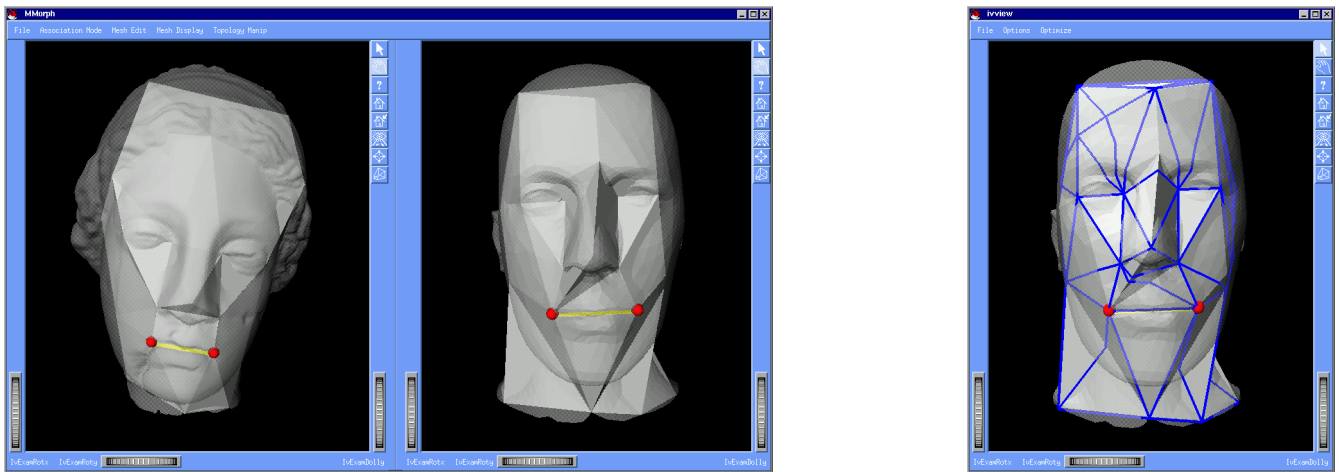 MMorph
File Association Mode Mesh Edit Mesh Display Topology Manip
?
?
IvExamRotx IvExamRoty IvExamRotx IvExamRoty IvExamDolly
IvExamDolly
ivview
File Options Optimize
?
IvExamRotx IvExamRoty IvExamDolly